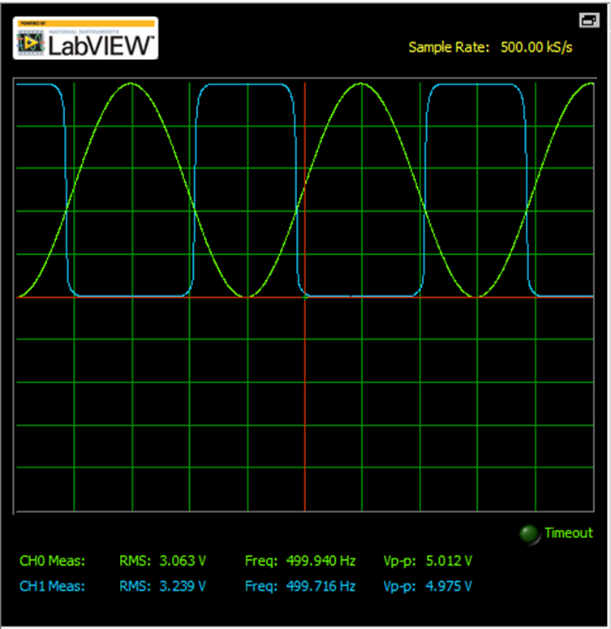 POWERED BY
NATIONAL INSTRUMENTS
LabVIEW™
Sample Rate: 500.00 kS/s
Timeout
CH0 Meas: RMS: 3.063 V Freq: 499.940 Hz Vp-p: 5.012 V
CH1 Meas: RMS: 3.239 V Freq: 499.716 Hz Vp-p: 4.975 V